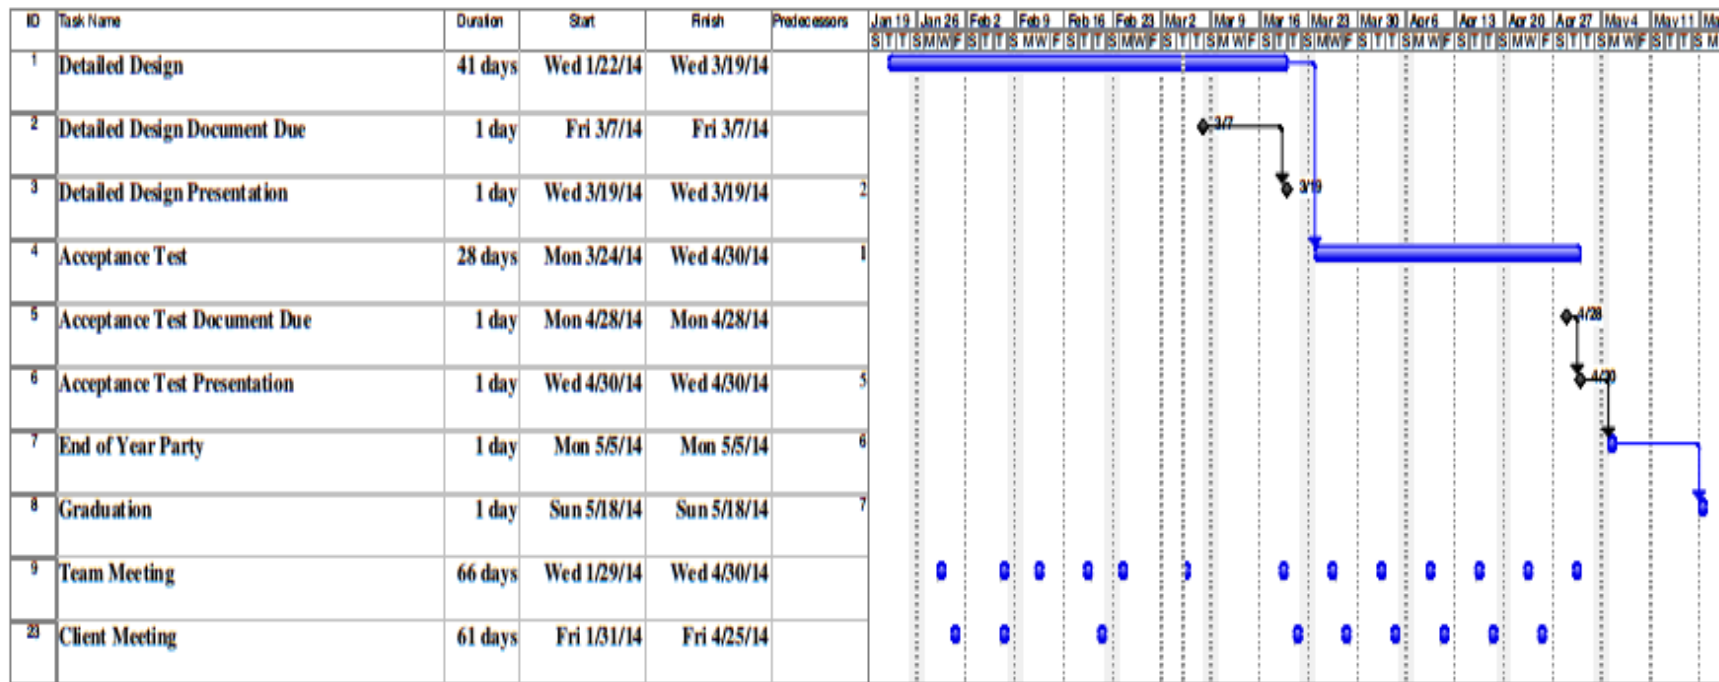 ID Task Name Duration Start Finish Predecessors Jan 19 Jan 26 Feb 2 Feb 9 Feb 16 Feb 23 Mar 2 Mar 9 Mar 16 Mar 23 Mar 30 Apr 6 Apr 13 Apr 20 Apr 27 May 4 May 11 Ma
S T T S M W F S T T S M W F S T T S M W F S T T S M W F S T T S M W F S T T S M W F S T T S M W F S T T S M W F S T T S M
1 Detailed Design 41 days Wed 1/22/14 Wed 3/19/14
2 Detailed Design Document Due 1 day Fri 3/7/14 Fri 3/7/14 3/7
3 Detailed Design Presentation 1 day Wed 3/19/14 Wed 3/19/14 2 3/19
4 Acceptance Test 28 days Mon 3/24/14 Wed 4/30/14 1
5 Acceptance Test Document Due 1 day Mon 4/28/14 Mon 4/28/14 4/28
6 Acceptance Test Presentation 1 day Wed 4/30/14 Wed 4/30/14 5 4/30
7 End of Year Party 1 day Mon 5/5/14 Mon 5/5/14 6
8 Graduation 1 day Sun 5/18/14 Sun 5/18/14 7
9 Team Meeting 66 days Wed 1/29/14 Wed 4/30/14
23 Client Meeting 61 days Fri 1/31/14 Fri 4/25/14